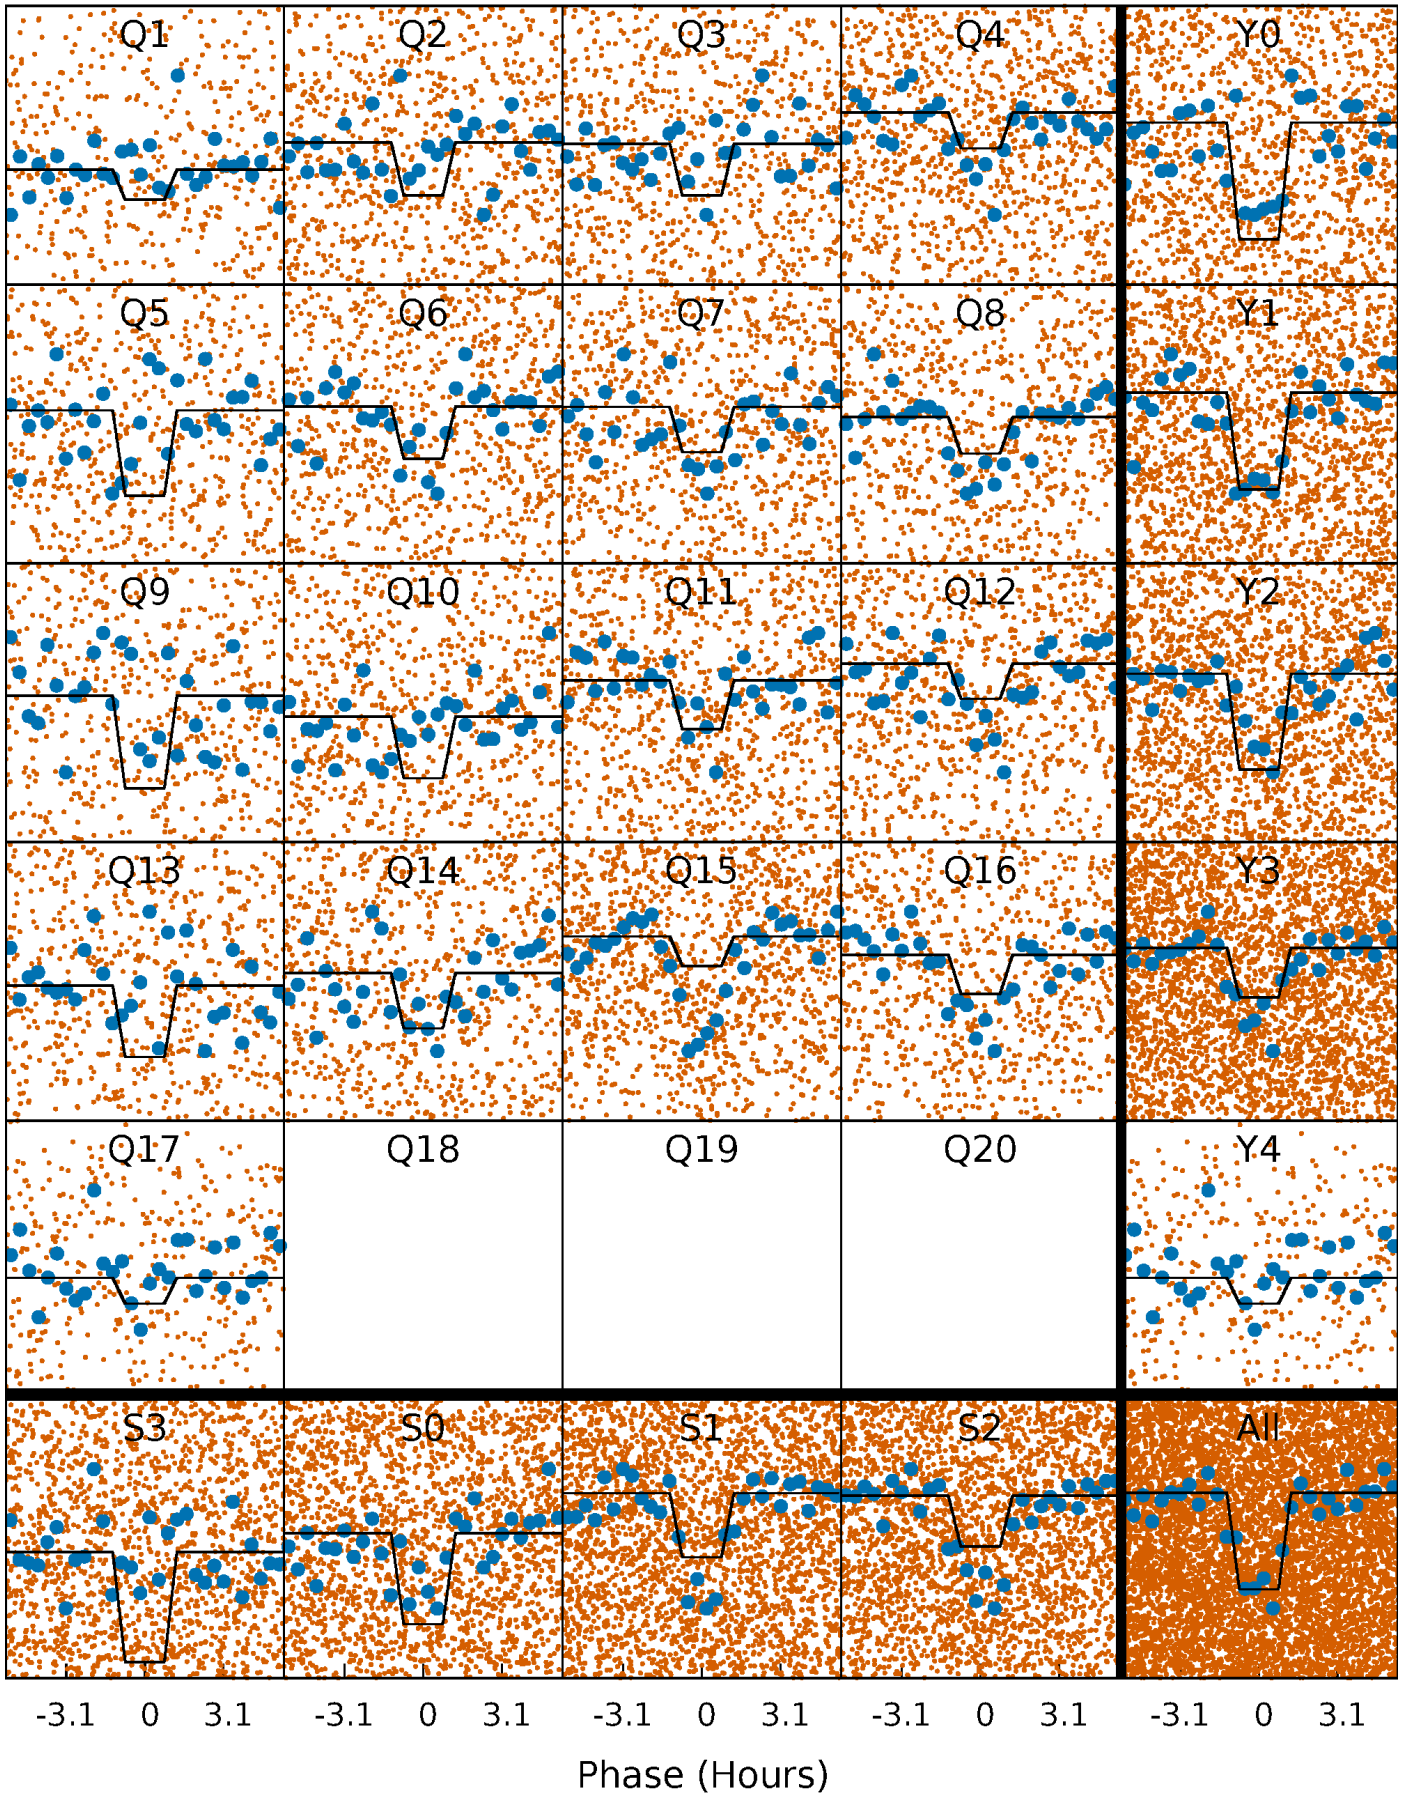 Q1 Q2 Q3 Q4 Y0
Q5 Q6 Q7 Q8 Y1
Q9 Q10 Q11 Q12 Y2
Q13 Q14 Q15 Q16 Y3
Q17 Q18 Q19 Q20 Y4
S3 S0 S1 S2 All
-3.1 0 3.1 -3.1 0 3.1 -3.1 0 3.1 -3.1 0 3.1 -3.1 0 3.1
Phase (Hours)